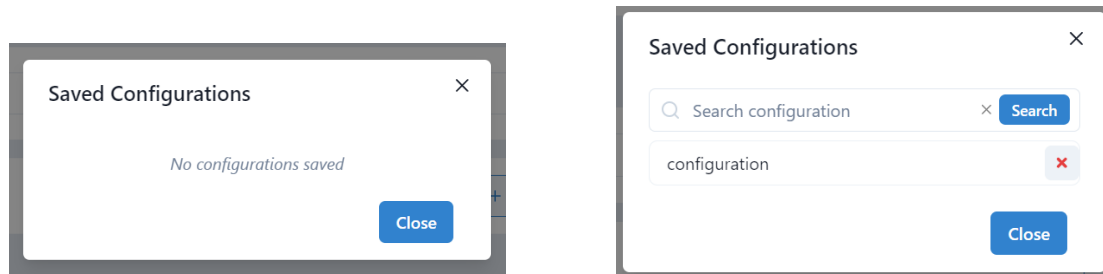 Saved Configurations
No configurations saved
Close
Saved Configurations
Search configuration
Search
configuration
Close